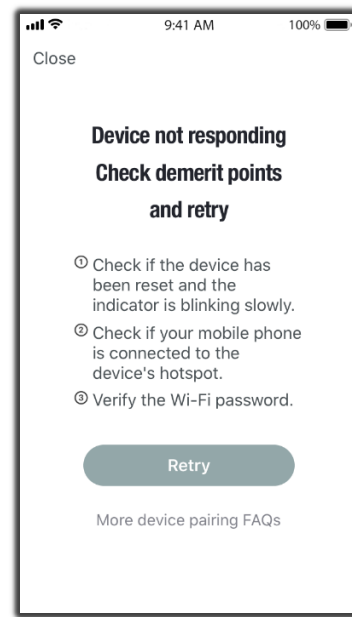 9:41 AM
100%
Close
Device not responding
Check demerit points
and retry
① Check if the device has
been reset and the
indicator is blinking slowly.
② Check if your mobile phone
is connected to the
device's hotspot.
③ Verify the Wi-Fi password.
Retry
More device pairing FAQs